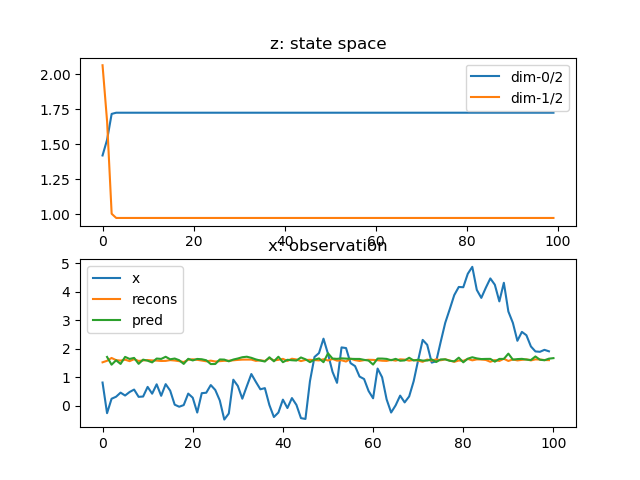 z: state space
2.00
1.75
1.50
1.25
1.00
dim-0/2
dim-1/2
0 20 40 60 80 100
x: observation
5
4
3
2
1
0
x
recons
pred
0 20 40 60 80 100